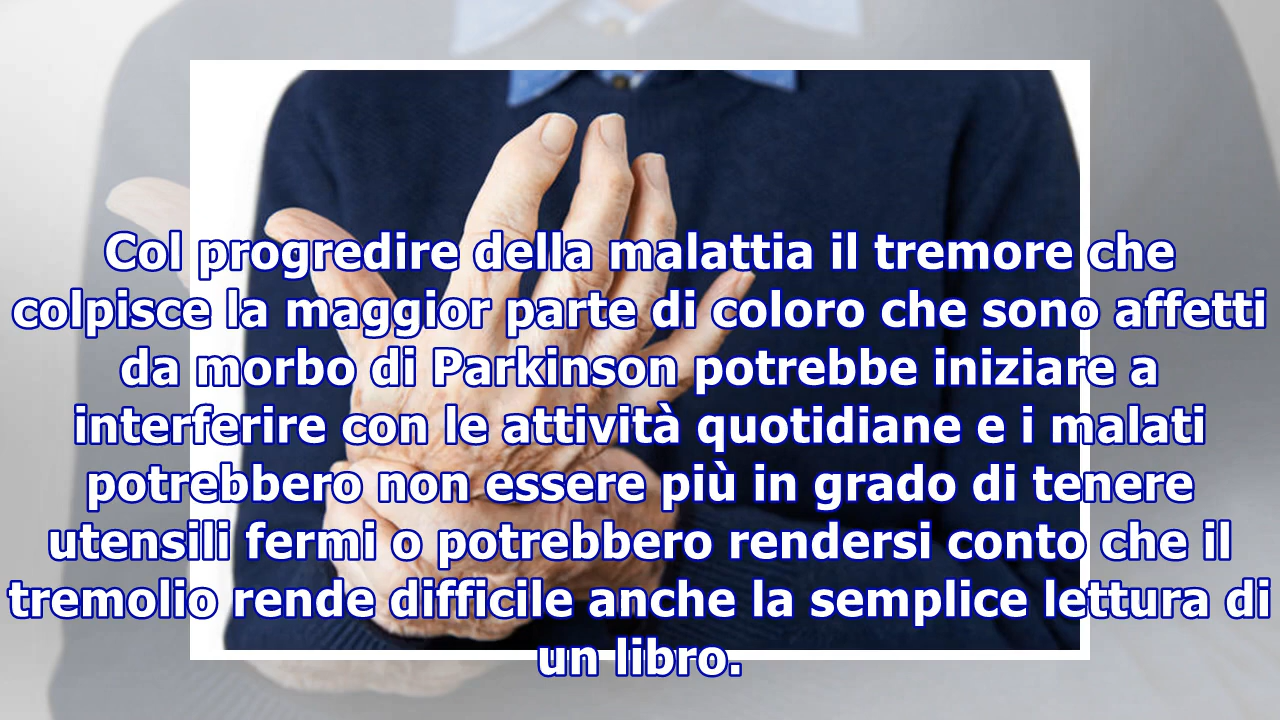 Col progredire della malattia il tremore che
colpisce la maggior parte di coloro che sono affetti
da morbo di Parkinson potrebbe iniziare a
interferire con le attività quotidiane e i malati
potrebbero non essere più in grado di tenere
utensili fermi o potrebbero rendersi conto che il
tremolio rende difficile anche la semplice lettura di
un libro.